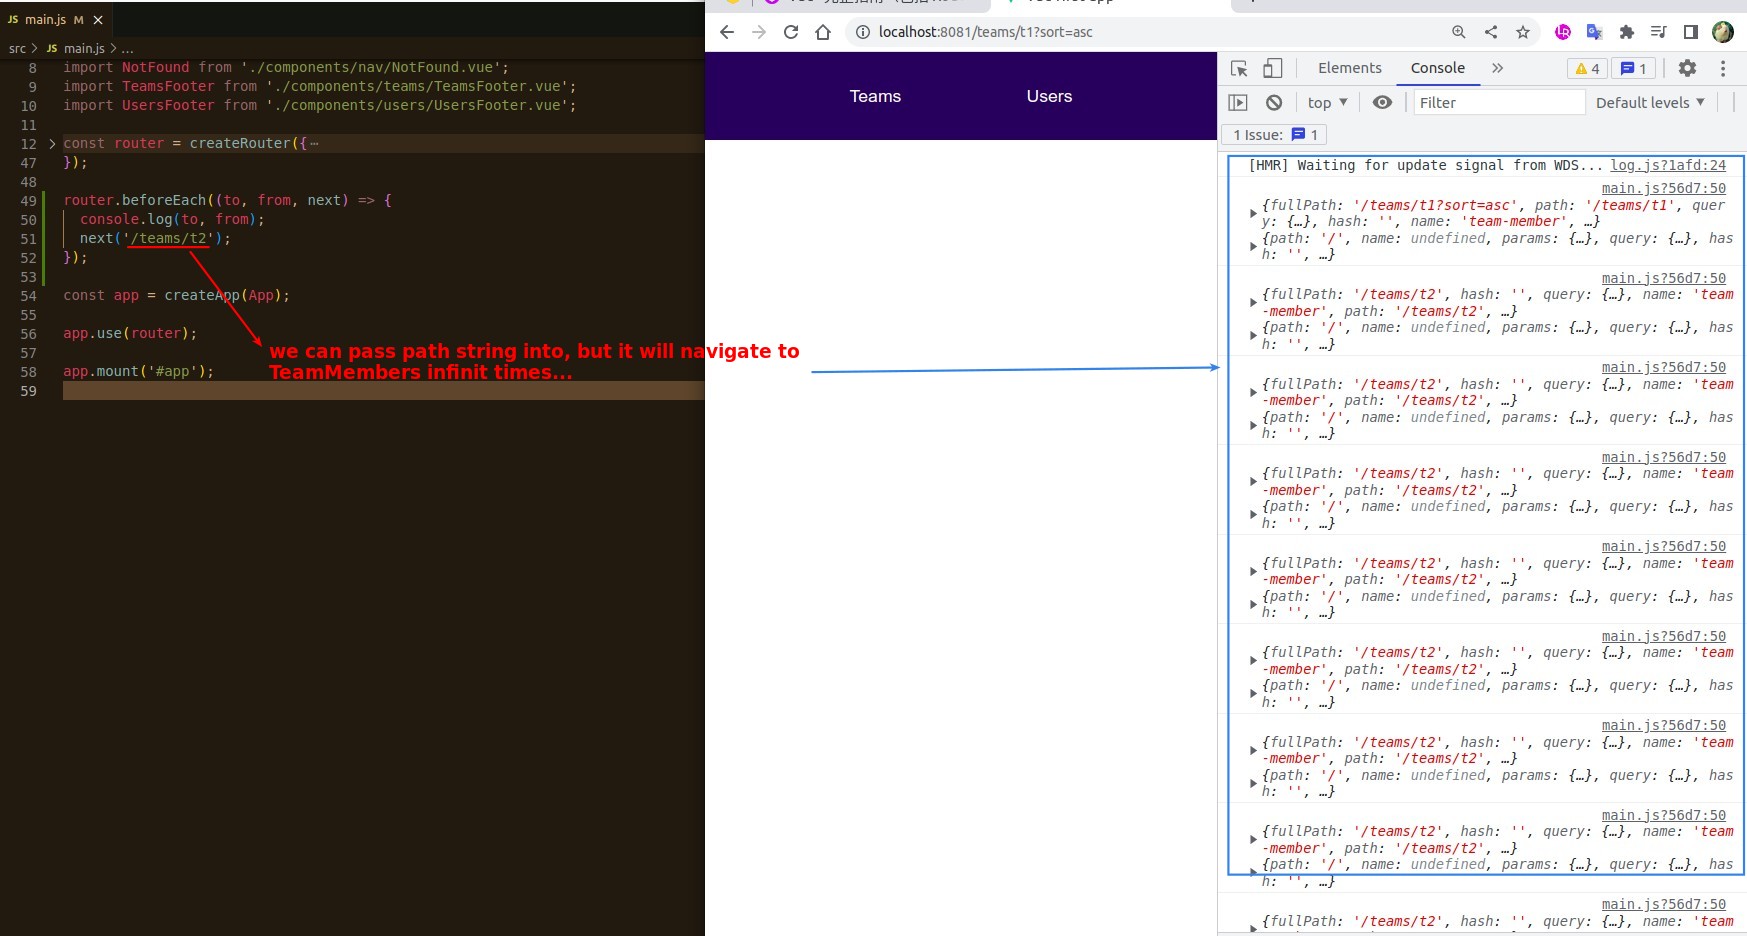 JS main.js M ×
src > JS main.js > ...
8 import NotFound from './components/nav/NotFound.vue';
9 import TeamsFooter from './components/teams/TeamsFooter.vue';
10 import UsersFooter from './components/users/UsersFooter.vue';
11
12 > const router = createRouter({⋯
47 });
48
49 router.beforeEach((to, from, next) => {
50 console.log(to, from);
51 next('/teams/t2');
52 });
53
54 const app = createApp(App);
55
56 app.use(router);
57
58 app.mount('#app');
59
we can pass path string into, but it will navigate to
TeamMembers infinit times...
localhost:8081/teams/t1?sort=asc
Teams Users
Elements Console » 4 1
top ▼ Filter Default levels ▼
1 Issue: 1
[HMR] Waiting for update signal from WDS... log.js?1afd:24
main.js?56d7:50
{fullPath: '/teams/t1?sort=asc', path: '/teams/t1', quer
y: {…}, hash: '', name: 'team-member', …}
{path: '/', name: undefined, params: {…}, query: {…}, has
h: '', …}
main.js?56d7:50
{fullPath: '/teams/t2', hash: '', query: {…}, name: 'team
-member', path: '/teams/t2', …}
{path: '/', name: undefined, params: {…}, query: {…}, has
h: '', …}
main.js?56d7:50
{fullPath: '/teams/t2', hash: '', query: {…}, name: 'team
-member', path: '/teams/t2', …}
{path: '/', name: undefined, params: {…}, query: {…}, has
h: '', …}
main.js?56d7:50
{fullPath: '/teams/t2', hash: '', query: {…}, name: 'team
-member', path: '/teams/t2', …}
{path: '/', name: undefined, params: {…}, query: {…}, has
h: '', …}
main.js?56d7:50
{fullPath: '/teams/t2', hash: '', query: {…}, name: 'team
-member', path: '/teams/t2', …}
{path: '/', name: undefined, params: {…}, query: {…}, has
h: '', …}
main.js?56d7:50
{fullPath: '/teams/t2', hash: '', query: {…}, name: 'team
-member', path: '/teams/t2', …}
{path: '/', name: undefined, params: {…}, query: {…}, has
h: '', …}
main.js?56d7:50
{fullPath: '/teams/t2', hash: '', query: {…}, name: 'team
-member', path: '/teams/t2', …}
{path: '/', name: undefined, params: {…}, query: {…}, has
h: '', …}
main.js?56d7:50
{fullPath: '/teams/t2', hash: '', query: {…}, name: 'team
-member', path: '/teams/t2', …}
{path: '/', name: undefined, params: {…}, query: {…}, has
h: '', …}
main.js?56d7:50
{fullPath: '/teams/t2', hash: '', query: {…}, name: 'team